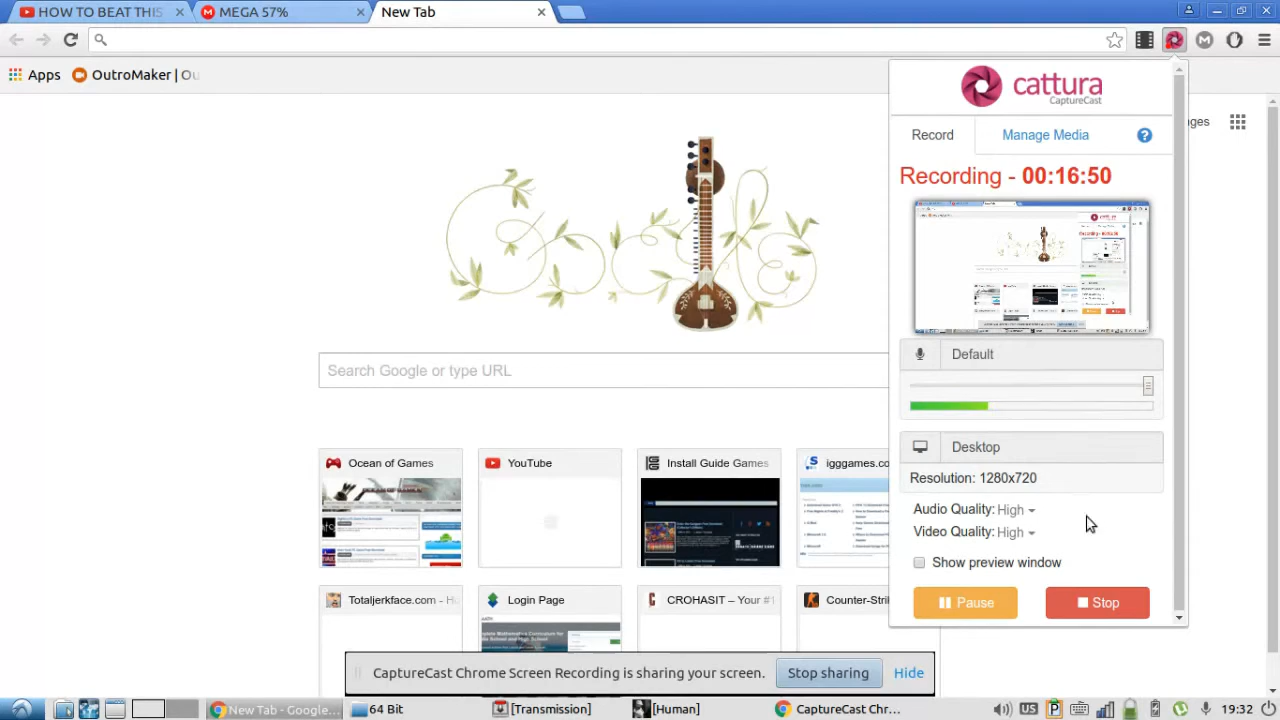 HOW TO BEAT THIS
MEGA 57%
New Tab
Apps
OutroMaker | Ou
cattura
CaptureCast
Record
Manage Media
ges
Recording - 00:16:50
Default
Search Google or type URL
Desktop
Resolution: 1280x720
Audio Quality: High
Video Quality: High
Show preview window
Pause
Stop
Ocean of Games
YouTube
Install Guide Games
igggames.co
Totaljerkface.com - H
Login Page
CROHASIT – Your #1
Counter-Strik
CaptureCast Chrome Screen Recording is sharing your screen.
Stop sharing
Hide
New Tab - Google...
64 Bit
[Transmission]
[Human]
CaptureCast Chr...
US
19:32